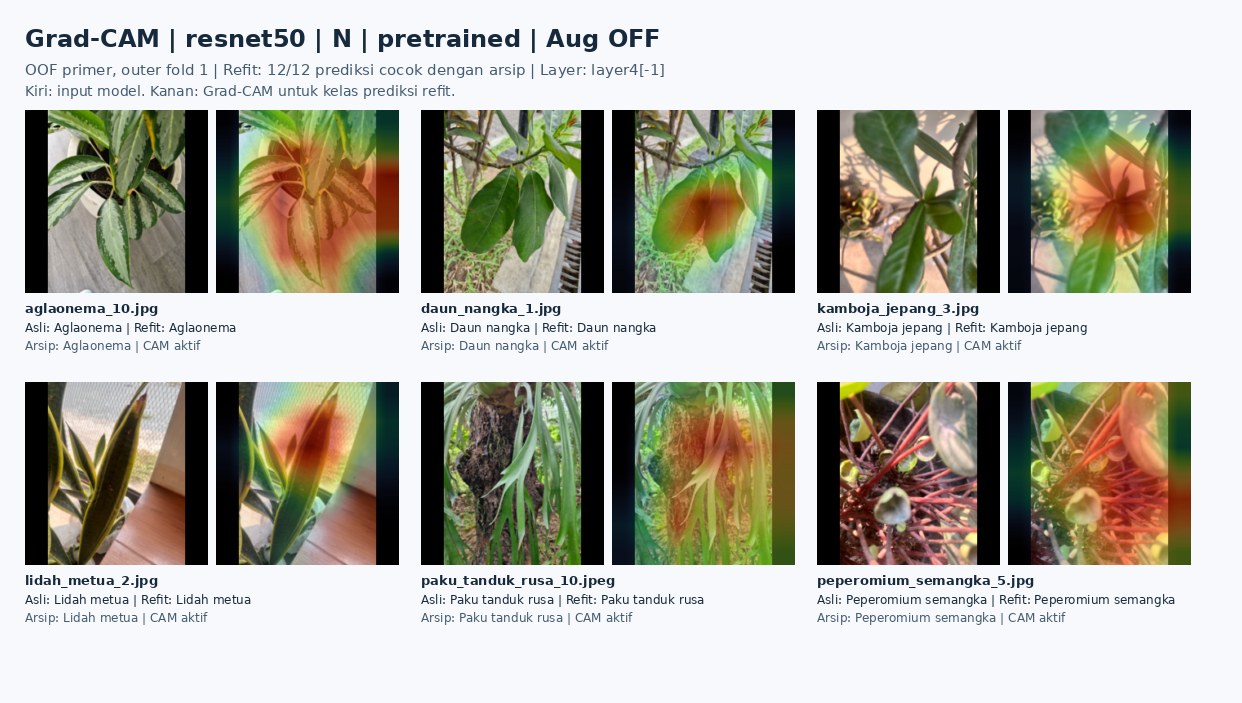 Grad-CAM | resnet50 | N | pretrained | Aug OFF
OOF primer, outer fold 1 | Refit: 12/12 prediksi cocok dengan arsip | Layer: layer4[-1]
Kiri: input model. Kanan: Grad-CAM untuk kelas prediksi refit.
aglaonema_10.jpg
Asli: Aglaonema | Refit: Aglaonema
Arsip: Aglaonema | CAM aktif
daun_nangka_1.jpg
Asli: Daun nangka | Refit: Daun nangka
Arsip: Daun nangka | CAM aktif
kamboja_jepang_3.jpg
Asli: Kamboja jepang | Refit: Kamboja jepang
Arsip: Kamboja jepang | CAM aktif
lidah_metua_2.jpg
Asli: Lidah metua | Refit: Lidah metua
Arsip: Lidah metua | CAM aktif
paku_tanduk_rusa_10.jpeg
Asli: Paku tanduk rusa | Refit: Paku tanduk rusa
Arsip: Paku tanduk rusa | CAM aktif
peperomium_semangka_5.jpg
Asli: Peperomium semangka | Refit: Peperomium semangka
Arsip: Peperomium semangka | CAM aktif